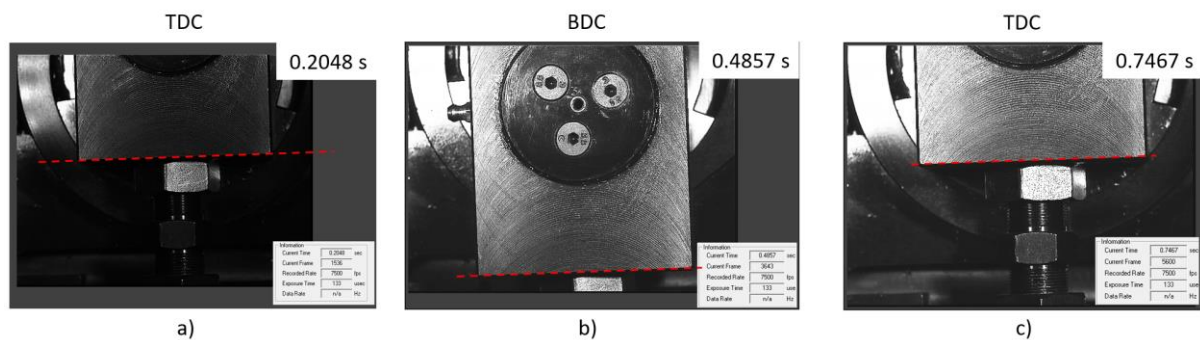 TDC
BDC
TDC
0.2048 s
0.4857 s
0.7467 s
Information
Current Time 0.2048 sec
Current Frame 1536
Recorded Rate 7500 fps
Exposure Time 133 usec
Data Rate n/a Hz
Information
Current Time 0.4857 sec
Current Frame 3643
Recorded Rate 7500 fps
Exposure Time 133 use
Data Rate n/a Hz
Information
Current Time 0.7467 sec
Current Frame 5600
Recorded Rate 7500 fps
Exposure Time 133 use
Data Rate n/a Hz
a)
b)
c)